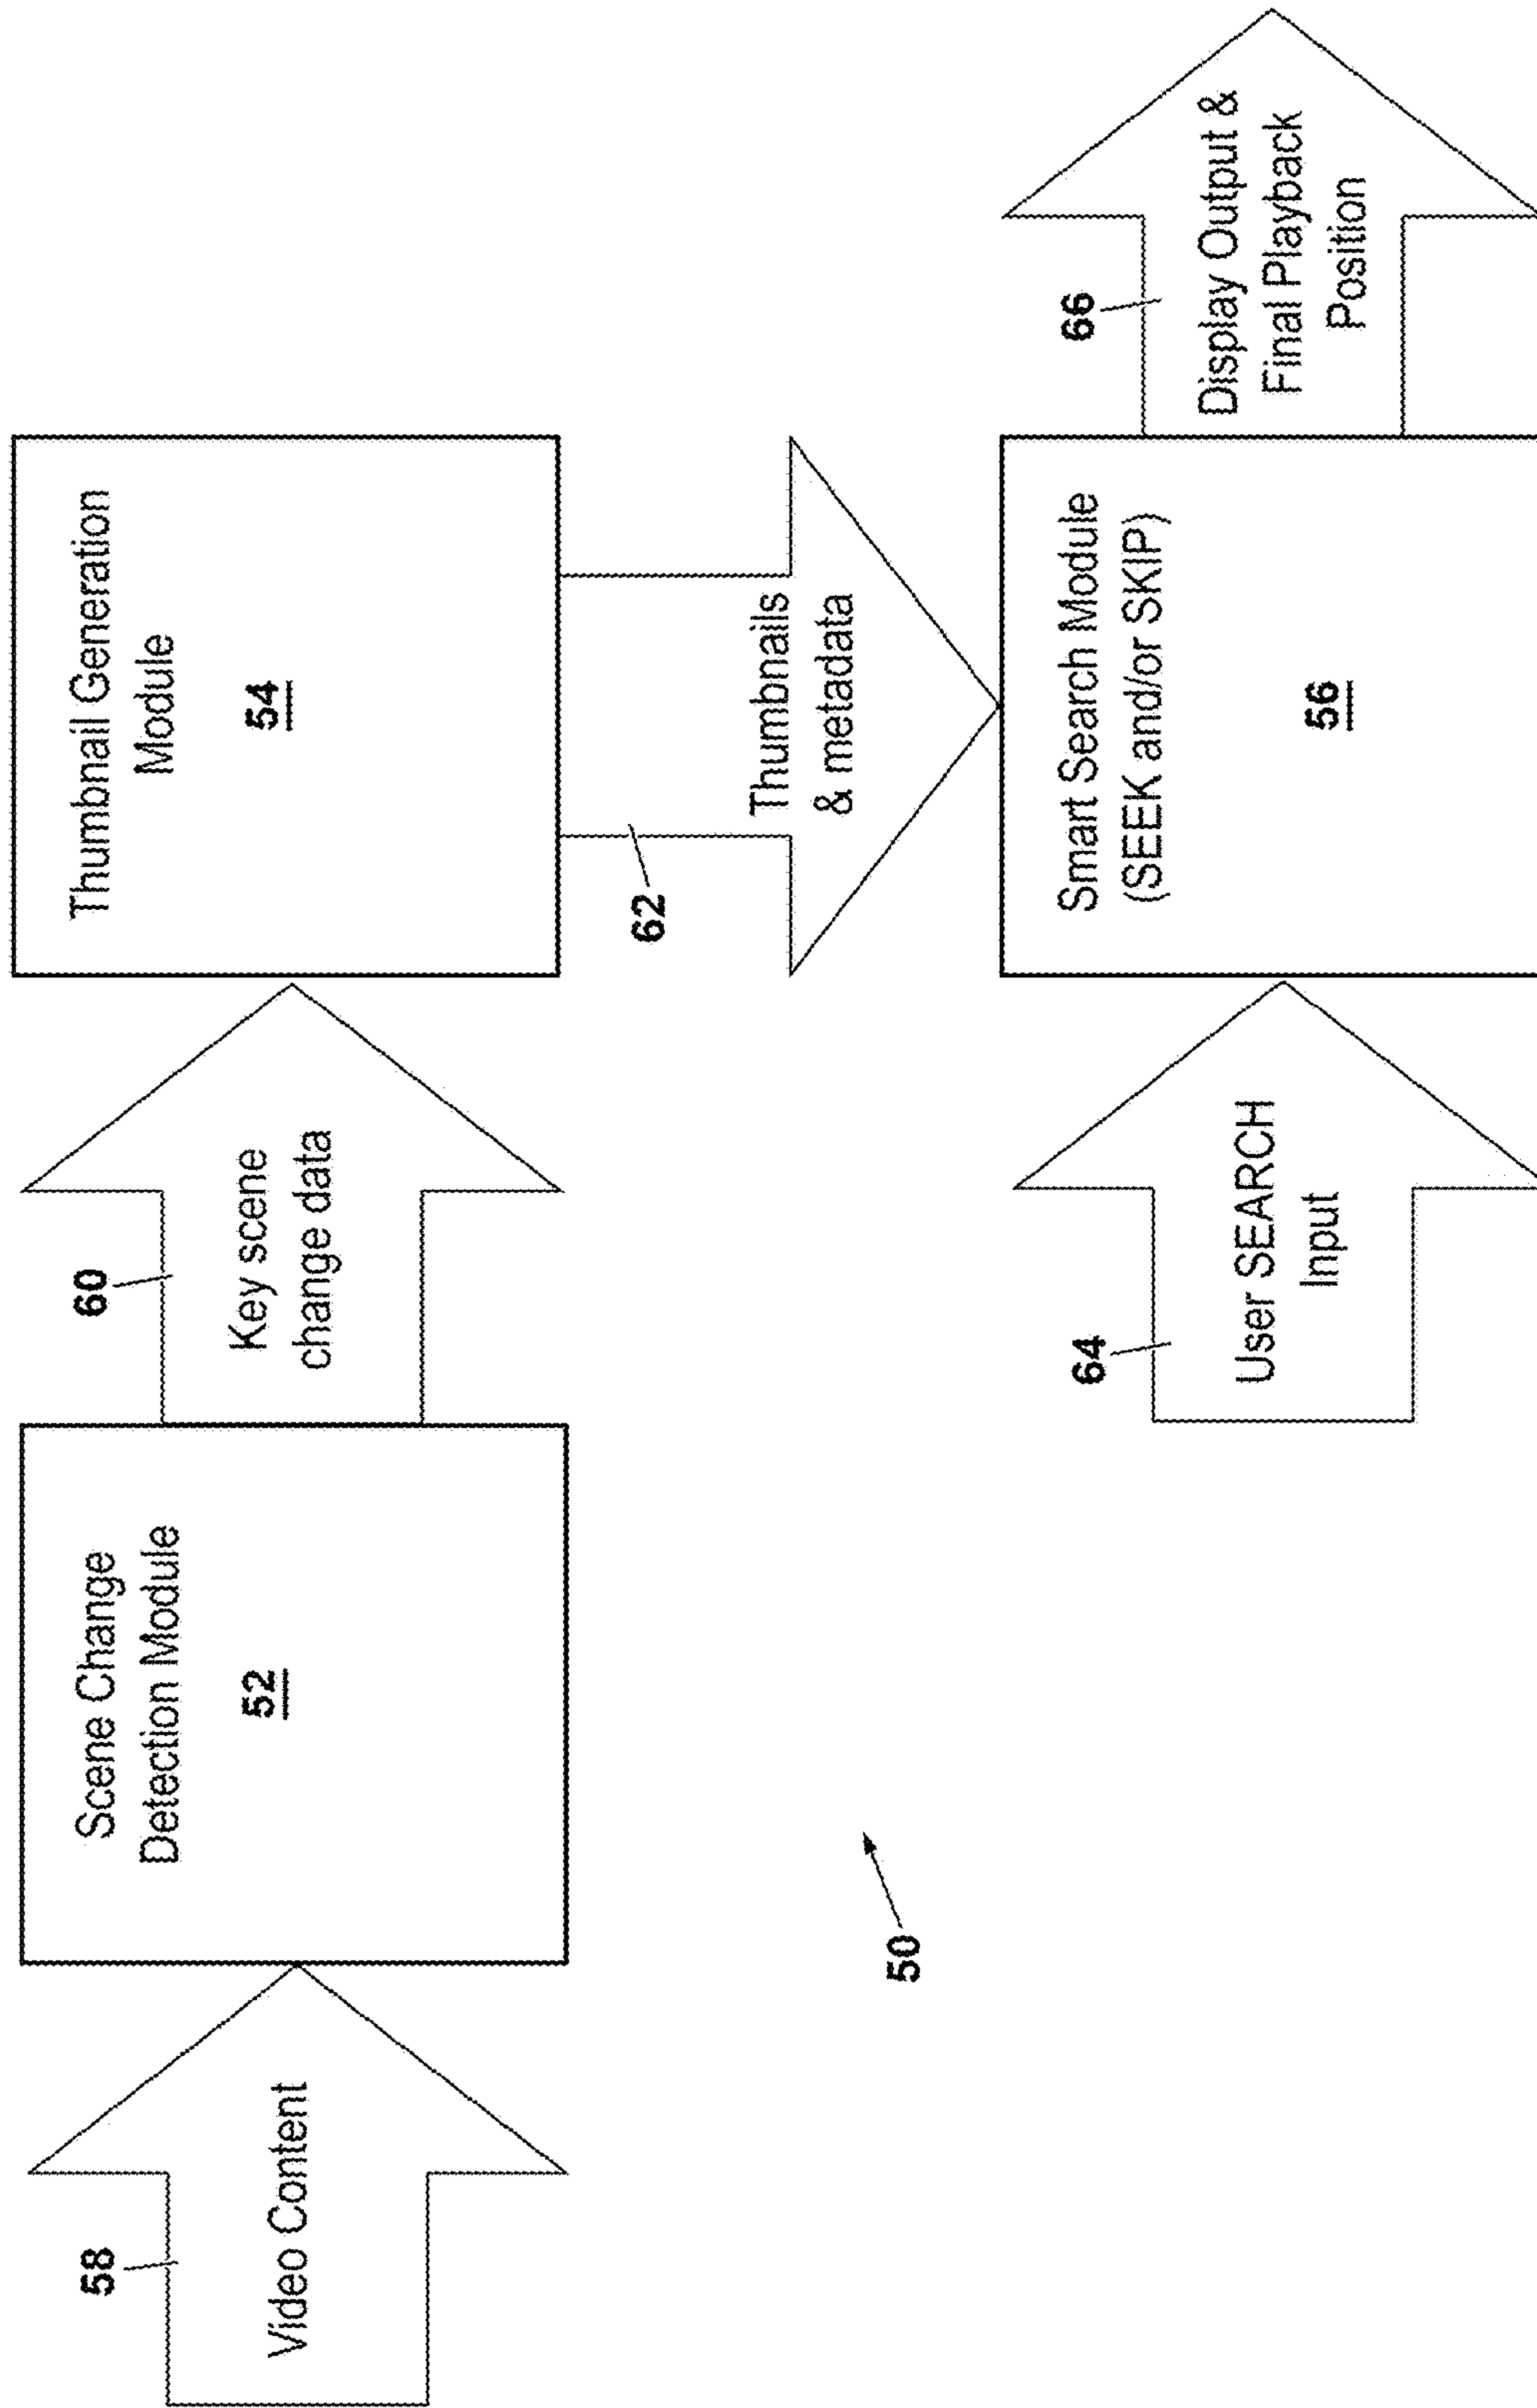 58
Video Content
Scene Change
Detection Module
52
60
Key scene
change data
Thumbnail Generation
Module
54
62
Thumbnails
& metadata
50
64
User SEARCH
Input
Smart Search Module
(SEEK and/or SKIP)
56
66
Display Output &
Final Playback
Position